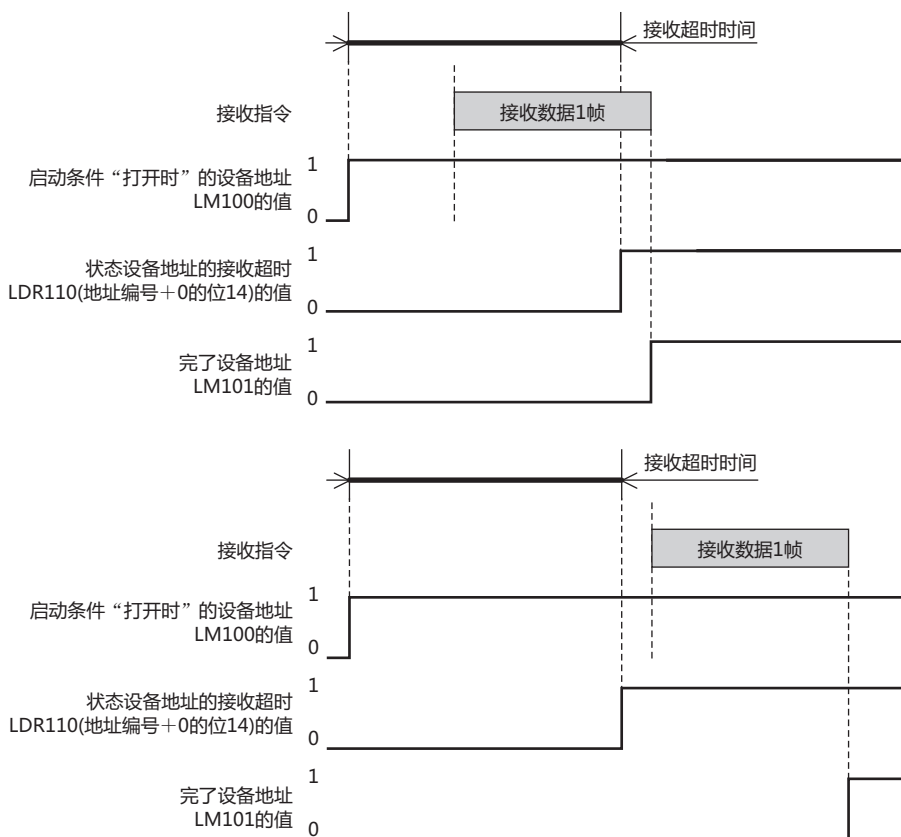 接收超时时间
接收指令
接收数据1帧
启动条件“打开时”的设备地址
LM100的值
1
0
状态设备地址的接收超时
LDR110(地址编号＋0的位14)的值
1
0
完了设备地址
LM101的值
1
0
接收超时时间
接收指令
接收数据1帧
启动条件“打开时”的设备地址
LM100的值
1
0
状态设备地址的接收超时
LDR110(地址编号＋0的位14)的值
1
0
完了设备地址
LM101的值
1
0